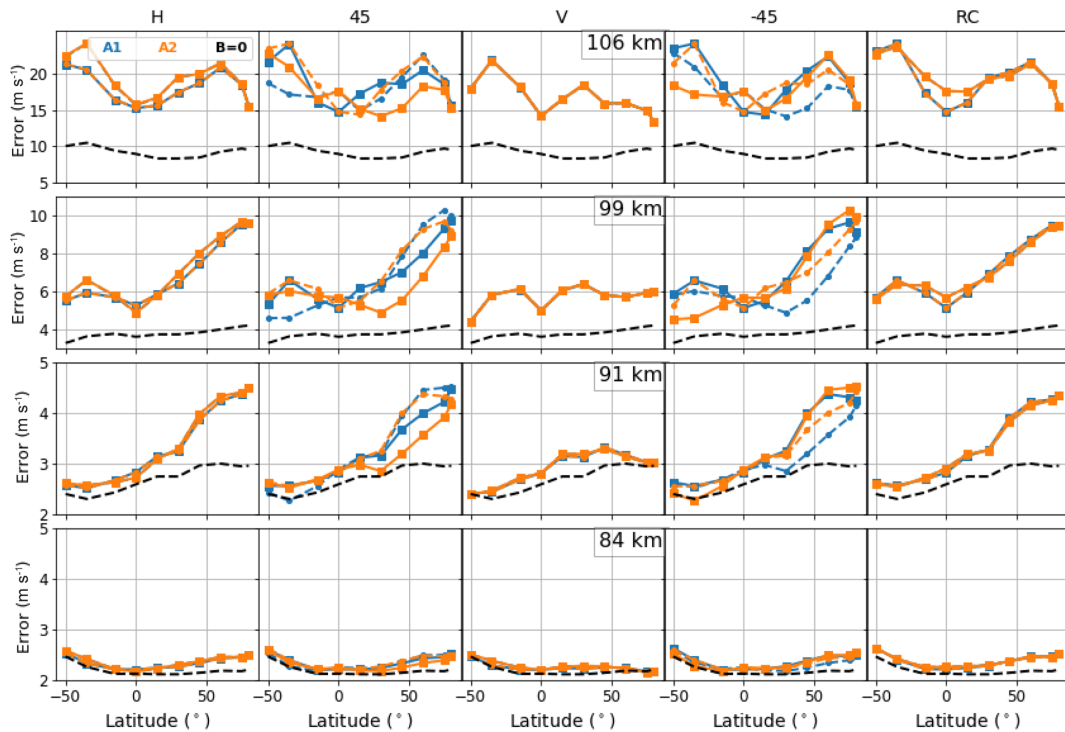 H 45 V -45 RC
A1 A2 B=0
106 km
Error (m s⁻¹)
20
15
10
5
99 km
Error (m s⁻¹)
10
8
6
4
91 km
Error (m s⁻¹)
5
4
3
2
84 km
Error (m s⁻¹)
5
4
3
2
−50 0 50 −50 0 50 −50 0 50 −50 0 50 −50 0 50
Latitude (°) Latitude (°) Latitude (°) Latitude (°) Latitude (°)